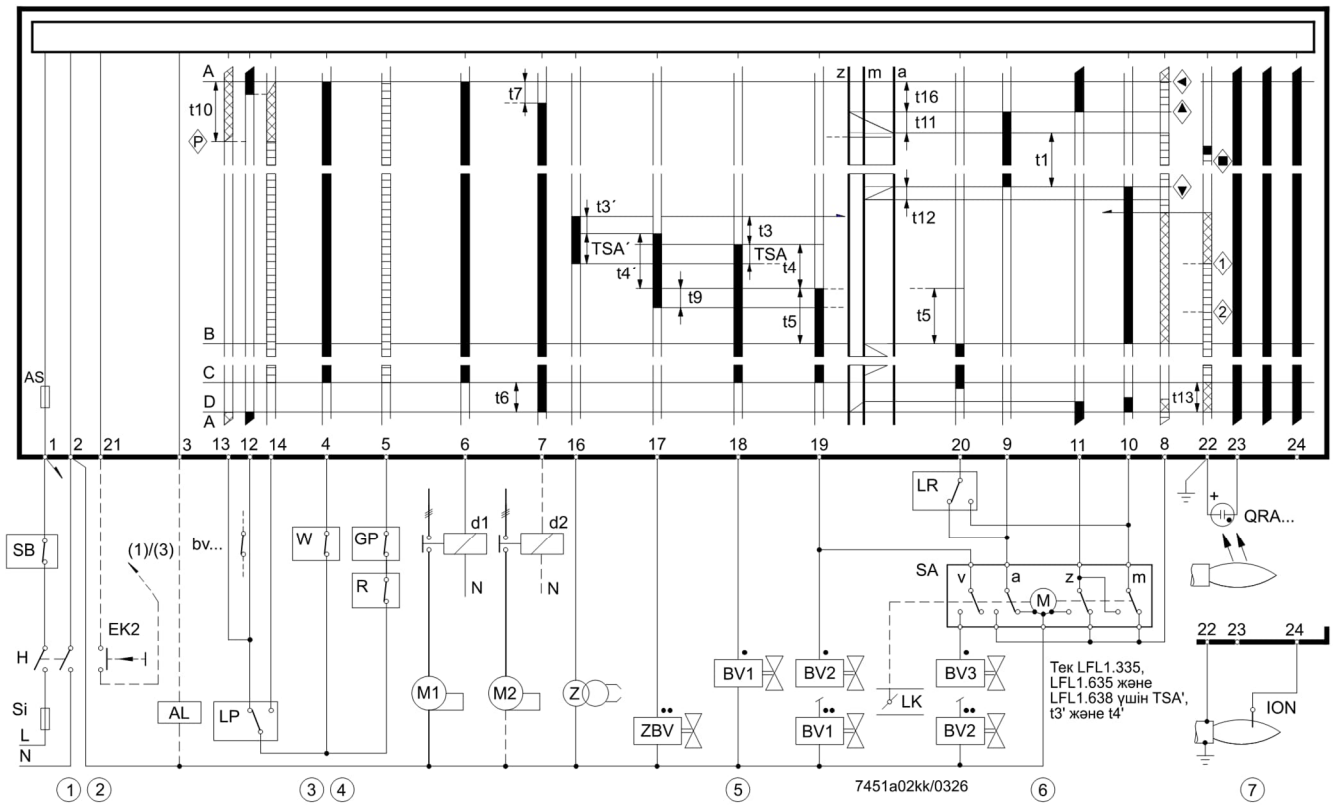 A
t10
P
t7
z m a
t16
t11
t1
t12
t3´
TSA´
t4´
t9
t3
TSA
t4
t5
t5
1
2
B
C
D
A
t6
t13
AS
1 2 21 3 13 12 14 4 5 6 7 16 17 18 19 20 9 11 10 8 22 23 24
LR
+
QRA...
SB
(1)/(3)
bv...
W
GP
R
d1
N
d2
N
SA
v a z m
M
EK2
H
Si
L
N
AL
LP
M1
M2
Z
ZBV
BV1
BV2
BV1
BV3
BV2
LK
Тек LFL1.335,
LFL1.635 және
LFL1.638 үшін TSA',
t3' және t4'
22 23 24
ION
1 2 3 4 5 6 7
7451a02kk/0326